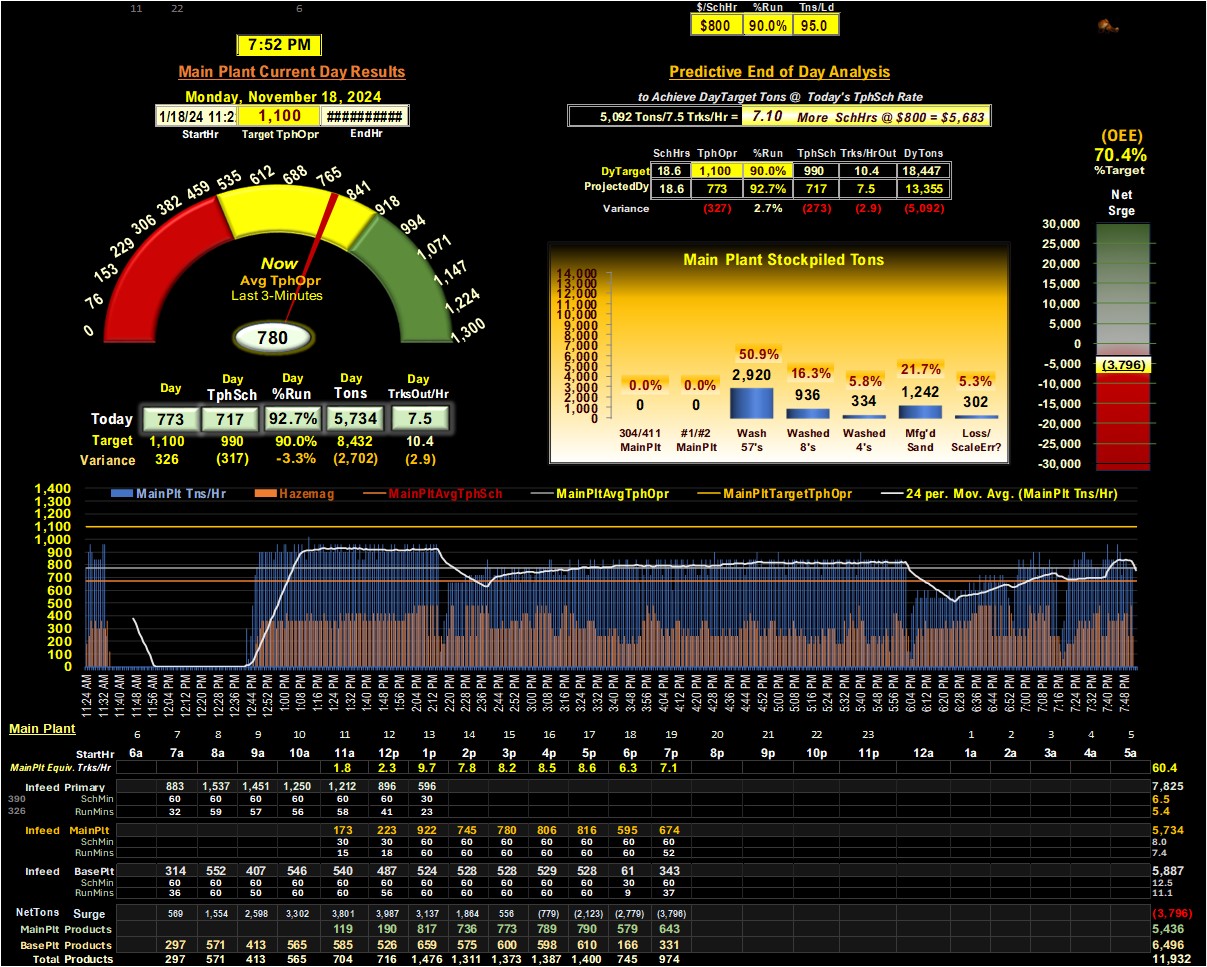 11 22 6
$/SchHr %Run Tns/Ld
$800 90.0% 95.0
7:52 PM
Main Plant Current Day Results
Monday, November 18, 2024
1/18/24 11:2 1,100 ##########
StartHr Target TphOpr EndHr
0 76 153 229 306 382 459 535 612 688 765 841 918 994 1,071 1,147 1,224 1,300
Now
Avg TphOpr
Last 3-Minutes
780
Day Day TphSch Day %Run Day Tons Day TrksOut/Hr
Today 773 717 92.7% 5,734 7.5
Target 1,100 990 90.0% 8,432 10.4
Variance 326 (317) -3.3% (2,702) (2.9)
Predictive End of Day Analysis
to Achieve DayTarget Tons @ Today's TphSch Rate
5,092 Tons/7.5 Trks/Hr = 7.10 More SchHrs @ $800 = $5,683
SchHrs TphOpr %Run TphSch Trks/HrOut DyTons
DyTarget 18.6 1,100 90.0% 990 10.4 18,447
ProjectedDy 18.6 773 92.7% 717 7.5 13,355
Variance (327) 2.7% (273) (2.9) (5,092)
(OEE)
70.4%
%Target
Net
Srge
30,000
25,000
20,000
15,000
10,000
5,000
0
-5,000
-10,000
-15,000
-20,000
-25,000
-30,000
(3,796)
Main Plant Stockpiled Tons
14,000
13,000
12,000
11,000
10,000
9,000
8,000
7,000
6,000
5,000
4,000
3,000
2,000
1,000
0
0.0% 0.0% 50.9% 16.3% 5.8% 21.7% 5.3%
0 0 2,920 936 334 1,242 302
304/411 #1/#2 Wash Washed Washed Mfg'd Loss/
MainPlt MainPlt 57's 8's 4's Sand ScaleErr?
MainPlt Tns/Hr Hazemag MainPltAvgTphSch MainPltAvgTphOpr MainPltTargetTphOpr 24 per. Mov. Avg. (MainPlt Tns/Hr)
1,400
1,300
1,200
1,100
1,000
900
800
700
600
500
400
300
200
100
0
11:24 AM 11:32 AM 11:40 AM 11:48 AM 11:56 AM 12:04 PM 12:12 PM 12:20 PM 12:28 PM 12:36 PM 12:44 PM 12:52 PM 1:00 PM 1:08 PM 1:16 PM 1:24 PM 1:32 PM 1:40 PM 1:48 PM 1:56 PM 2:04 PM 2:12 PM 2:20 PM 2:28 PM 2:36 PM 2:44 PM 2:52 PM 3:00 PM 3:08 PM 3:16 PM 3:24 PM 3:32 PM 3:40 PM 3:48 PM 3:56 PM 4:04 PM 4:12 PM 4:20 PM 4:28 PM 4:36 PM 4:44 PM 4:52 PM 5:00 PM 5:08 PM 5:16 PM 5:24 PM 5:32 PM 5:40 PM 5:48 PM 5:56 PM 6:04 PM 6:12 PM 6:20 PM 6:28 PM 6:36 PM 6:44 PM 6:52 PM 7:00 PM 7:08 PM 7:16 PM 7:24 PM 7:32 PM 7:40 PM 7:48 PM
Main Plant
6 7 8 9 10 11 12 13 14 15 16 17 18 19 20 21 22 23 1 2 3 4 5
StartHr 6a 7a 8a 9a 10a 11a 12p 1p 2p 3p 4p 5p 6p 7p 8p 9p 10p 11p 12a 1a 2a 3a 4a 5a
MainPlt Equiv. Trks/Hr 1.8 2.3 9.7 7.8 8.2 8.5 8.6 6.3 7.1 60.4
Infeed Primary 883 1,537 1,451 1,250 1,212 896 596 7,825
390 SchMin 60 60 60 60 60 60 30 6.5
326 RunMins 32 59 57 56 58 41 23 5.4
Infeed MainPlt 173 223 922 745 780 806 816 595 674 5,734
SchMin 30 30 60 60 60 60 60 60 60 8.0
RunMins 15 18 60 60 60 60 60 60 52 7.4
Infeed BasePlt 314 552 407 546 540 487 524 528 528 529 528 61 343 5,887
SchMin 60 60 60 60 60 60 60 60 60 60 60 30 60 12.5
RunMins 36 60 50 60 60 56 60 60 60 60 60 9 37 11.1
NetTons Surge 569 1,554 2,598 3,302 3,801 3,987 3,137 1,864 556 (779) (2,123) (2,779) (3,796) (3,796)
MainPlt Products 119 190 817 736 773 789 790 579 643 5,436
BasePlt Products 297 571 413 565 585 526 659 575 600 598 610 166 331 6,496
Total Products 297 571 413 565 704 716 1,476 1,311 1,373 1,387 1,400 745 974 11,932